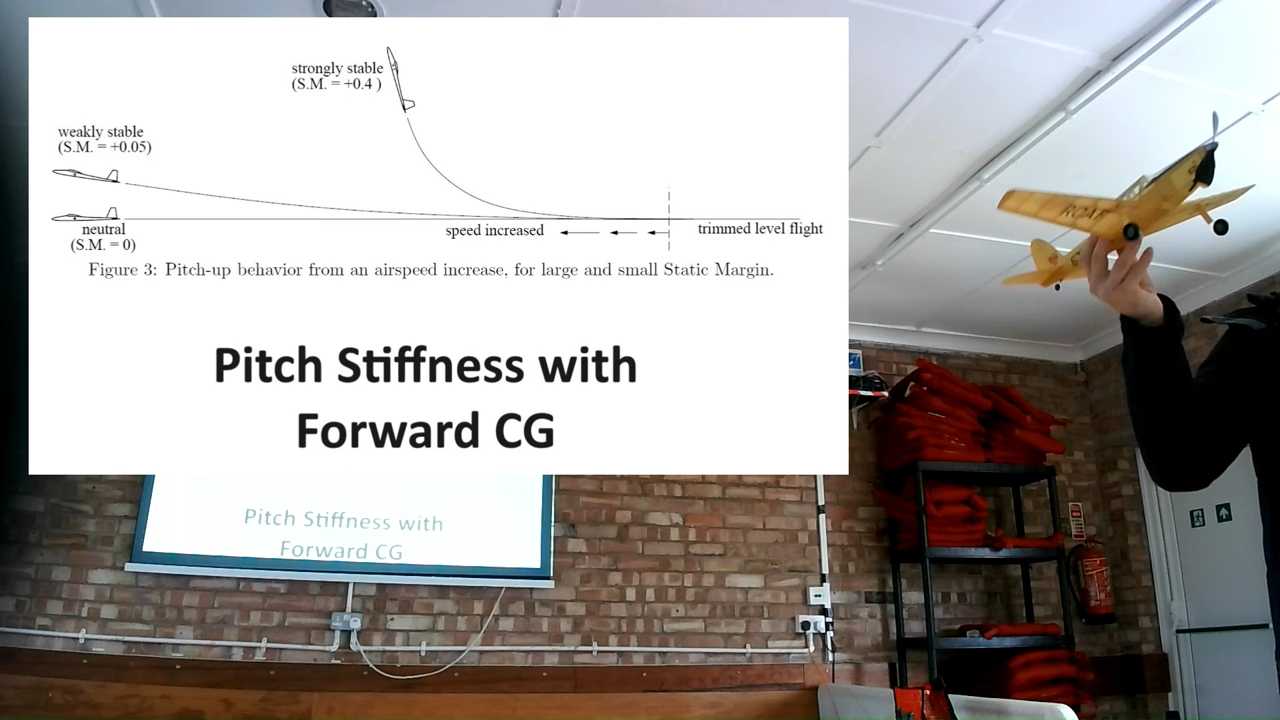 strongly stable
(S.M. = +0.4 )
weakly stable
(S.M. = +0.05)
neutral
(S.M. = 0)
speed increased
trimmed level flight
Figure 3: Pitch-up behavior from an airspeed increase, for large and small Static Margin.
Pitch Stiffness with
Forward CG
Pitch Stiffness with
Forward CG
RCAF